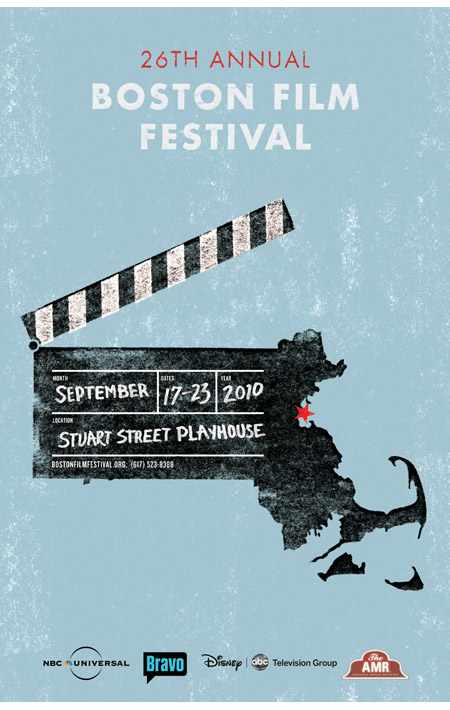 26TH ANNUAL
BOSTON FILM
FESTIVAL
MONTH DATES YEAR
SEPTEMBER 17-23 2010
LOCATION
STUART STREET PLAYHOUSE
BOSTONFILMFESTIVAL.ORG, (617) 523-8388
NBC UNIVERSAL Bravo Disney abc Television Group The AMR